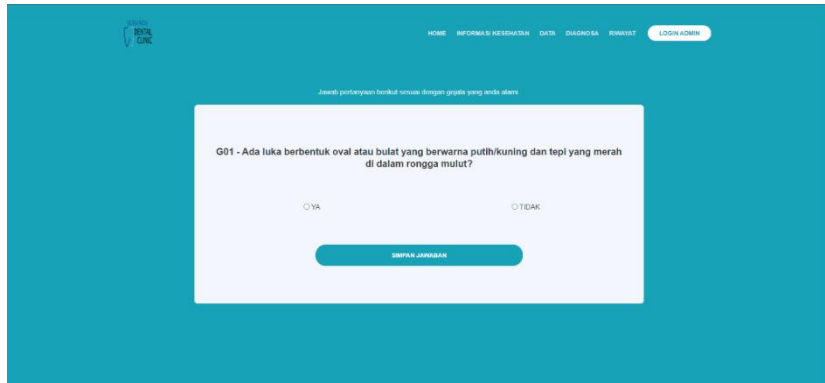 DENTAL
CLINIC
HOME INFORMASI KESEHATAN DATA DIAGNOSA RIWAYAT LOGIN ADMIN
Jawab pertanyaan berikut sesuai dengan gejala yang anda alami
G01 - Ada luka berbentuk oval atau bulat yang berwarna putih/kuning dan tepi yang merah
di dalam rongga mulut?
YA TIDAK
SIMPAN JAWABAN